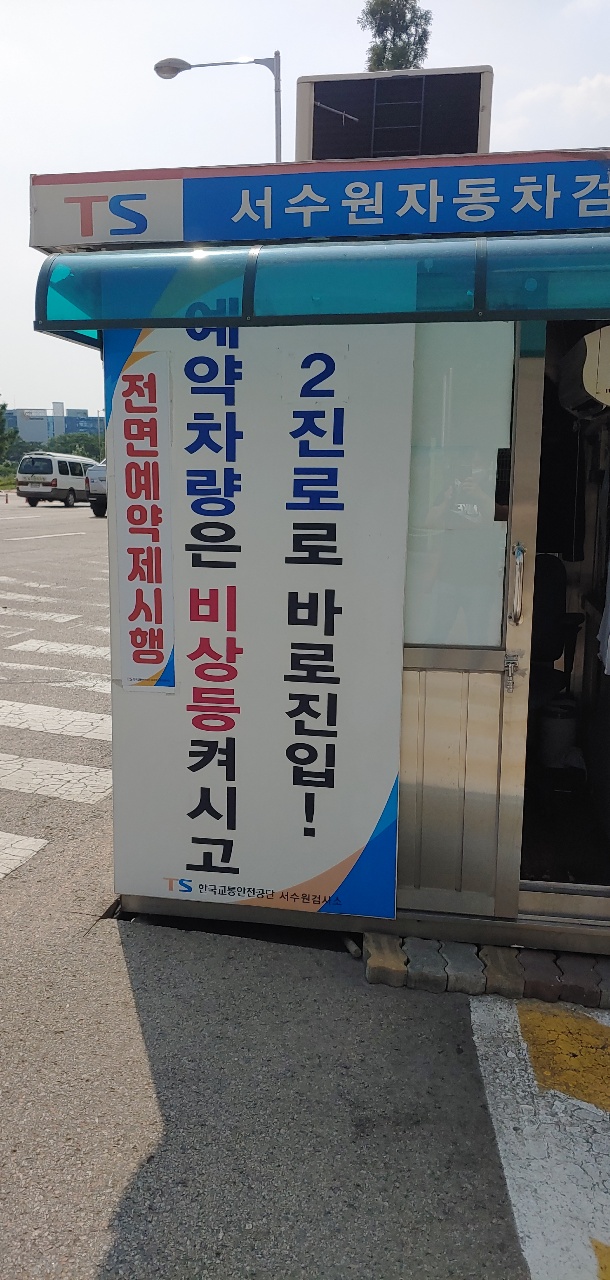 TS 서수원자동차검
전면예약제시행
예약차량은 비상등켜시고
2진로로 바로진입!
TS 한국교통안전공단 서수원검사소